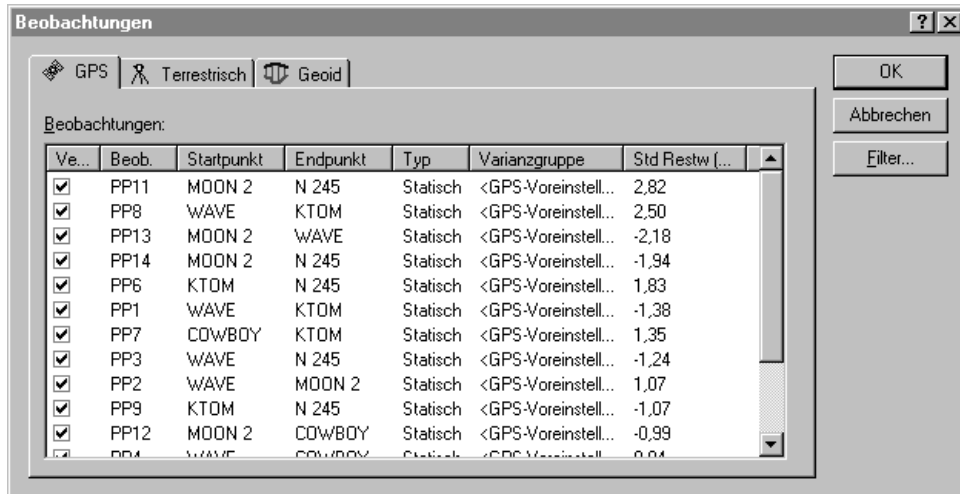 Beobachtungen
GPS Terrestrisch Geoid
OK
Abbrechen
Filter...
Beobachtungen:
Ve... Beob. Startpunkt Endpunkt Typ Varianzgruppe Std Restw (...
PP11 MOON 2 N 245 Statisch <GPS-Voreinstell... 2,82
PP8 WAVE KTOM Statisch <GPS-Voreinstell... 2,50
PP13 MOON 2 WAVE Statisch <GPS-Voreinstell... -2,18
PP14 MOON 2 N 245 Statisch <GPS-Voreinstell... -1,94
PP6 KTOM N 245 Statisch <GPS-Voreinstell... 1,83
PP1 WAVE KTOM Statisch <GPS-Voreinstell... -1,38
PP7 COWBOY KTOM Statisch <GPS-Voreinstell... 1,35
PP3 WAVE N 245 Statisch <GPS-Voreinstell... -1,24
PP2 WAVE MOON 2 Statisch <GPS-Voreinstell... 1,07
PP9 KTOM N 245 Statisch <GPS-Voreinstell... -1,07
PP12 MOON 2 COWBOY Statisch <GPS-Voreinstell... -0,99
WAVE COWBOY Statisch <GPS-Voreinstell...